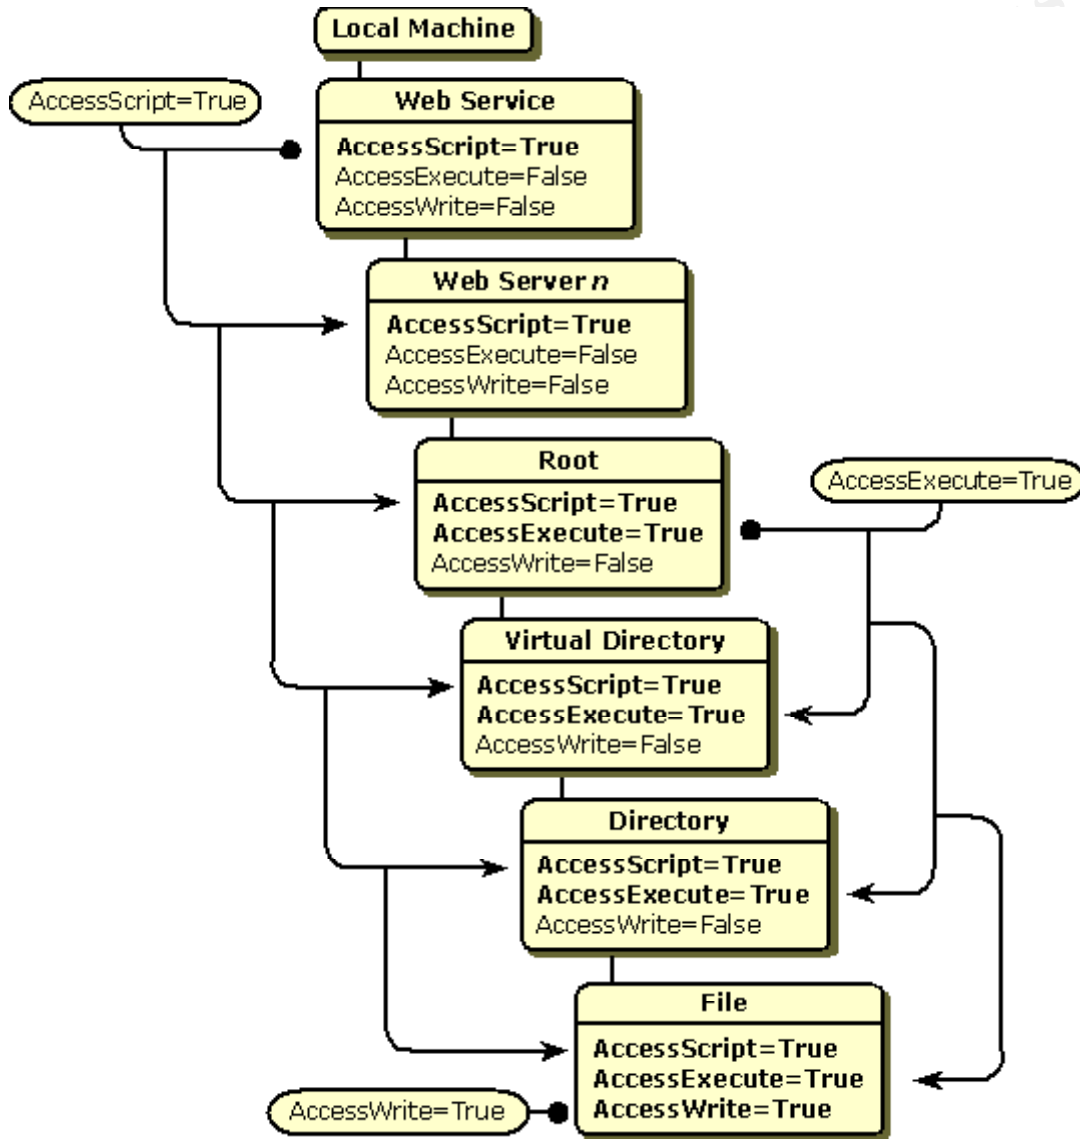 Local Machine
AccessScript=True
Web Service
AccessScript=True
AccessExecute=False
AccessWrite=False
Web Server n
AccessScript=True
AccessExecute=False
AccessWrite=False
Root
AccessScript=True
AccessExecute=True
AccessWrite=False
AccessExecute=True
Virtual Directory
AccessScript=True
AccessExecute=True
AccessWrite=False
Directory
AccessScript=True
AccessExecute=True
AccessWrite=False
File
AccessScript=True
AccessExecute=True
AccessWrite=True
AccessWrite=True